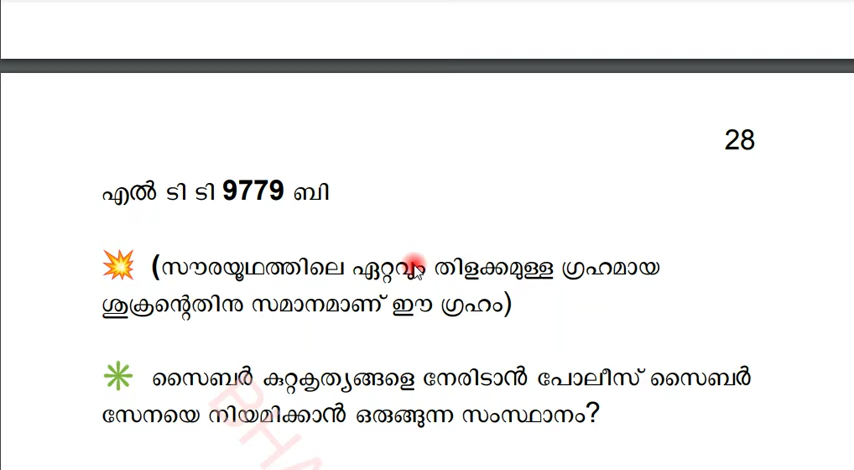 28
എൽ ടി ടി 9779 ബി
(സൗരയൂഥത്തിലെ ഏറ്റവും തിളക്കമുള്ള ഗ്രഹമായ
ശുക്രന്റെതിനു സമാനമാണ് ഈ ഗ്രഹം)
സൈബർ കുറ്റകൃത്യങ്ങളെ നേരിടാൻ പോലീസ് സൈബർ
സേനയെ നിയമിക്കാൻ ഒരുങ്ങുന്ന സംസ്ഥാനം?